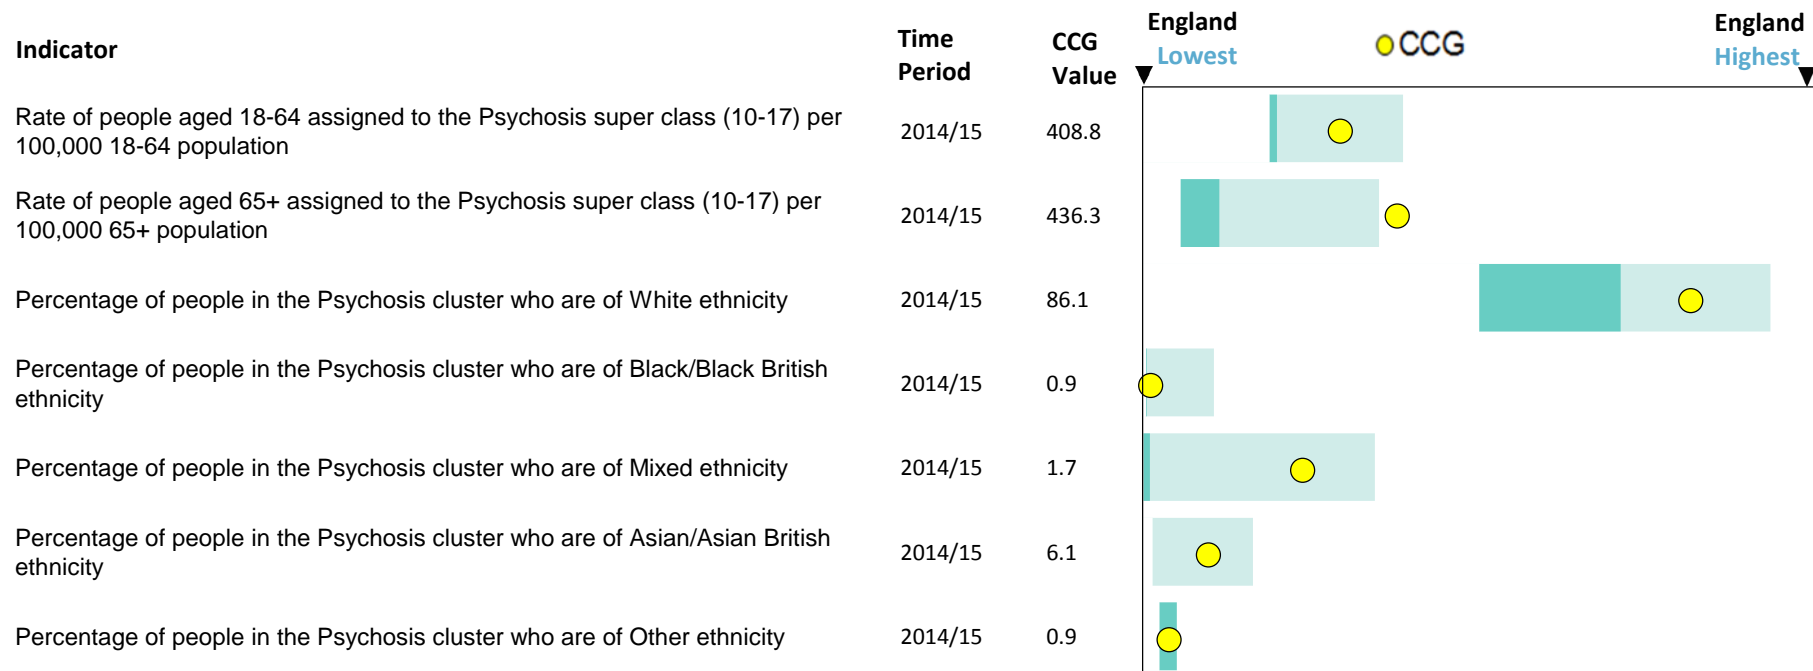 Indicator
Time Period
CCG Value
England Lowest
CCG
England Highest
Rate of people aged 18-64 assigned to the Psychosis super class (10-17) per
100,000 18-64 population
2014/15
408.8
Rate of people aged 65+ assigned to the Psychosis super class (10-17) per
100,000 65+ population
2014/15
436.3
Percentage of people in the Psychosis cluster who are of White ethnicity
2014/15
86.1
Percentage of people in the Psychosis cluster who are of Black/Black British
ethnicity
2014/15
0.9
Percentage of people in the Psychosis cluster who are of Mixed ethnicity
2014/15
1.7
Percentage of people in the Psychosis cluster who are of Asian/Asian British
ethnicity
2014/15
6.1
Percentage of people in the Psychosis cluster who are of Other ethnicity
2014/15
0.9